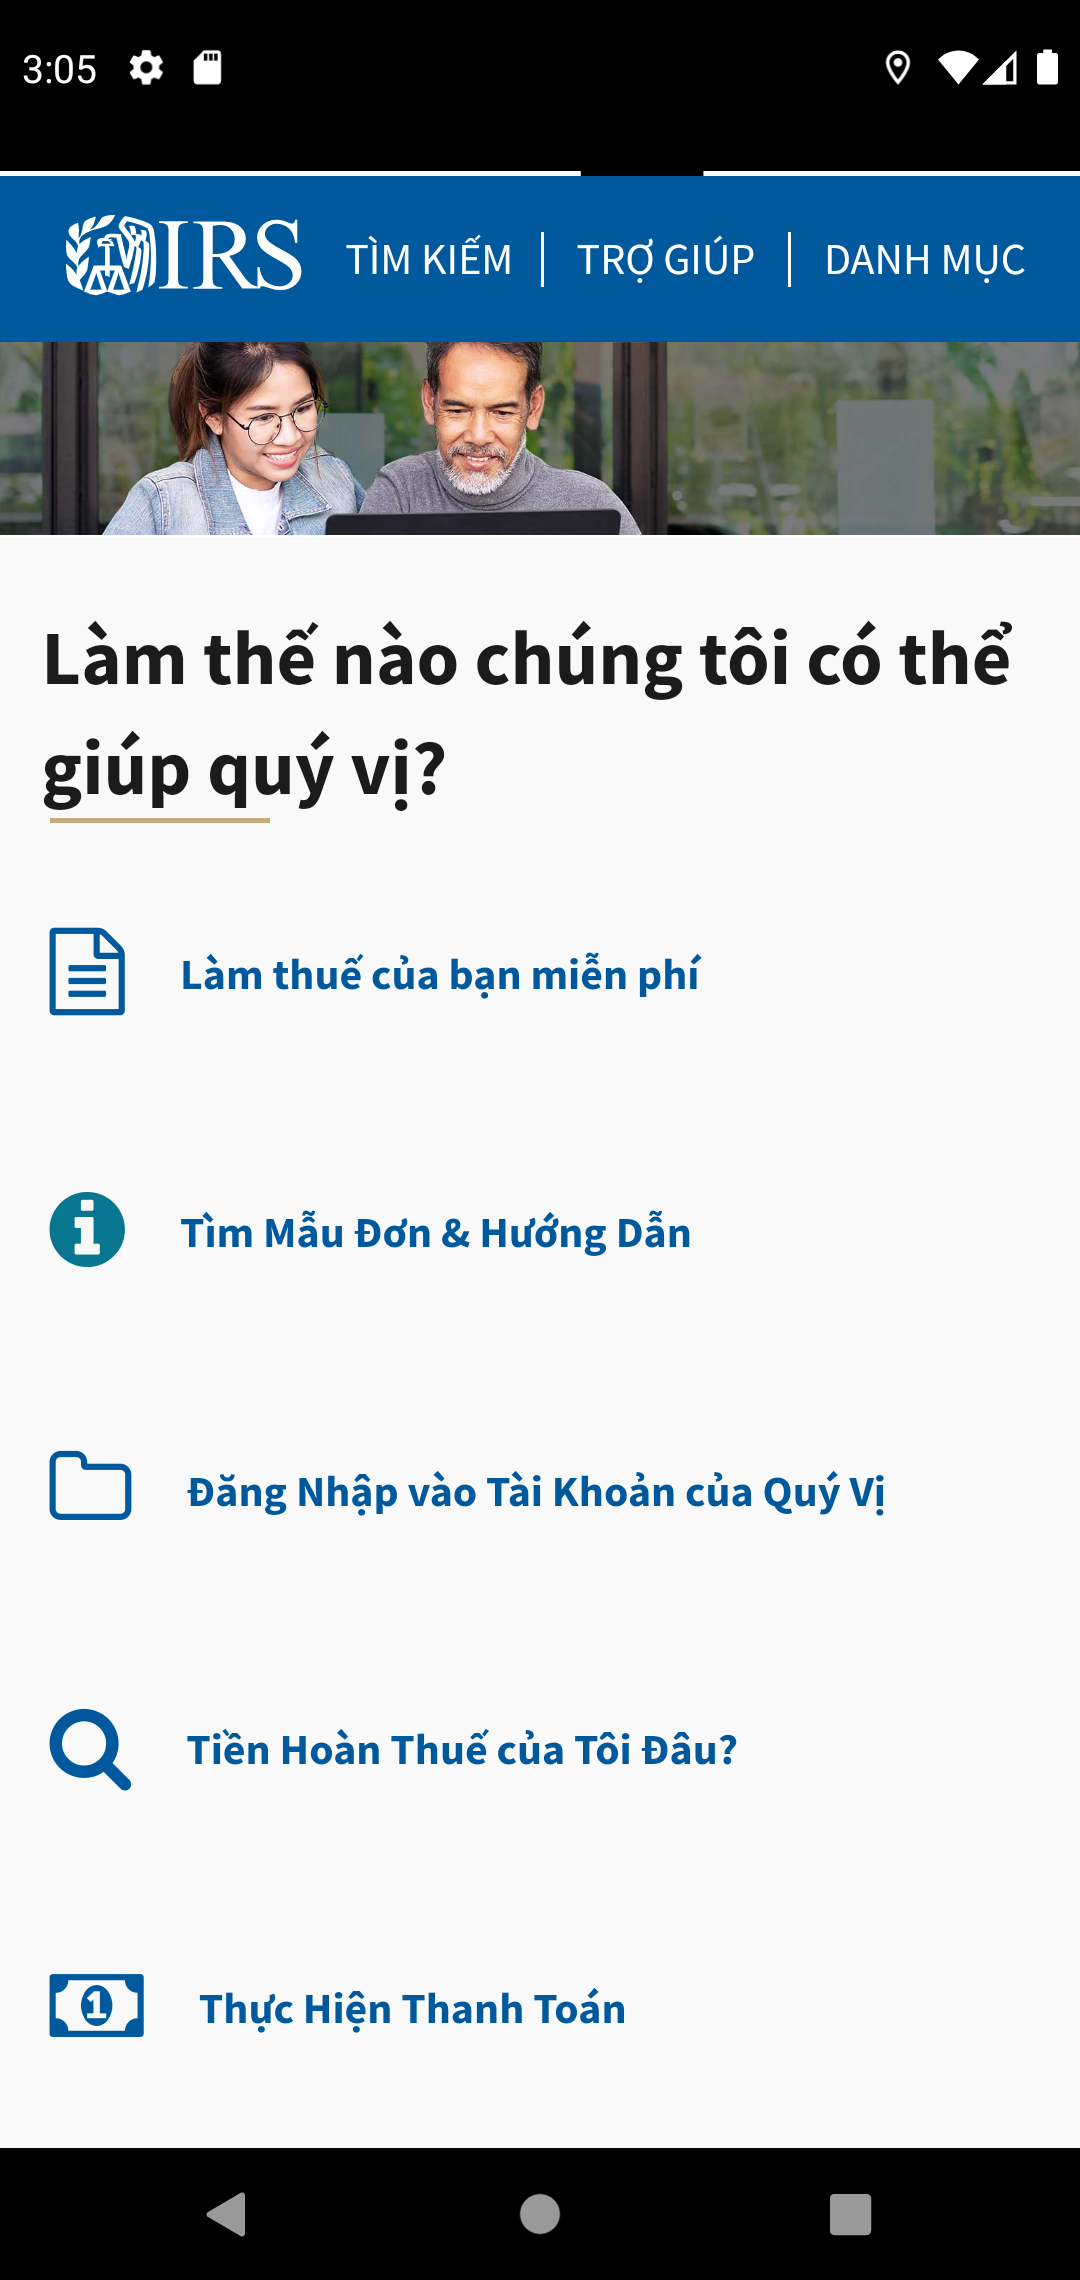 3:05
IRS
TÌM KIẾM
TRỢ GIÚP
DANH MỤC
Làm thế nào chúng tôi có thể
giúp quý vị?
Làm thuế của bạn miễn phí
Tìm Mẫu Đơn & Hướng Dẫn
Đăng Nhập vào Tài Khoản của Quý Vị
Tiền Hoàn Thuế của Tôi Đâu?
1
Thực Hiện Thanh Toán